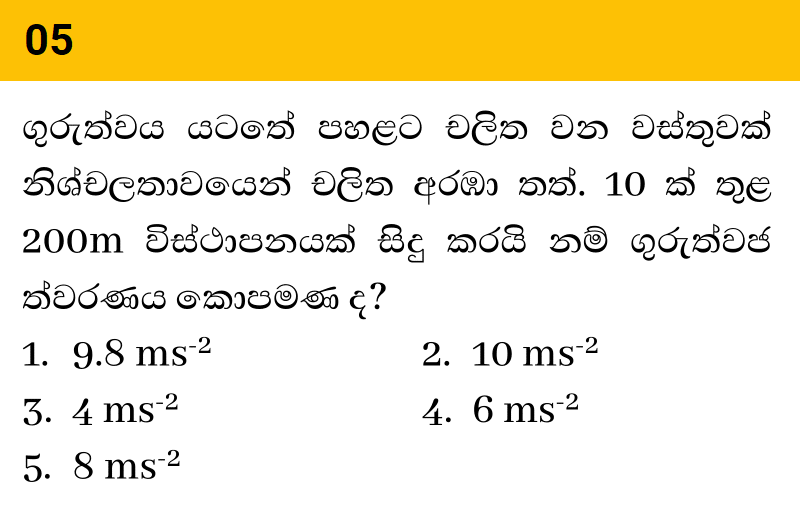 05
ගුරුත්වය යටතේ පහළට චලිත වන වස්තුවක්
නිශ්චලතාවයෙන් චලිත අරඹා තත්. 10 ක් තුළ
200m විස්ථාපනයක් සිදු කරයි නම් ගුරුත්වජ
ත්වරණය කොපමණ ද?
1. 9.8 ms⁻² 2. 10 ms⁻²
3. 4 ms⁻² 4. 6 ms⁻²
5. 8 ms⁻²